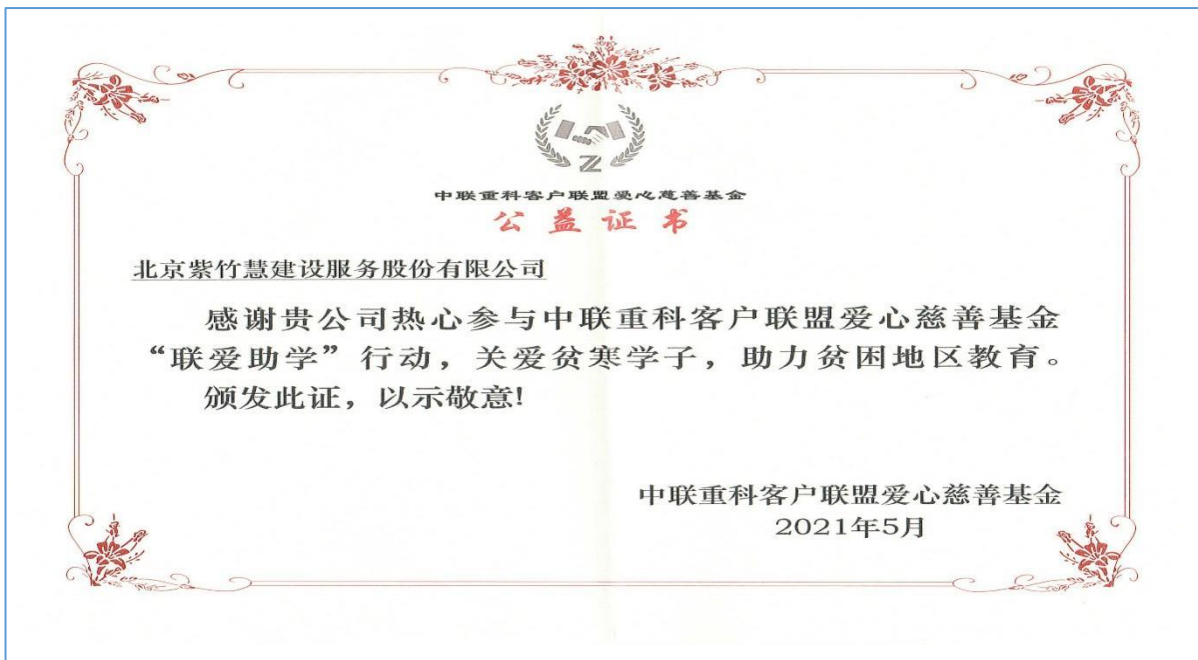 中联重科客户联盟爱心慈善基金
公益证书
北京紫竹慧建设服务股份有限公司
感谢贵公司热心参与中联重科客户联盟爱心慈善基金
“联爱助学”行动，关爱贫寒学子，助力贫困地区教育。
颁发此证，以示敬意!
中联重科客户联盟爱心慈善基金
2021年5月